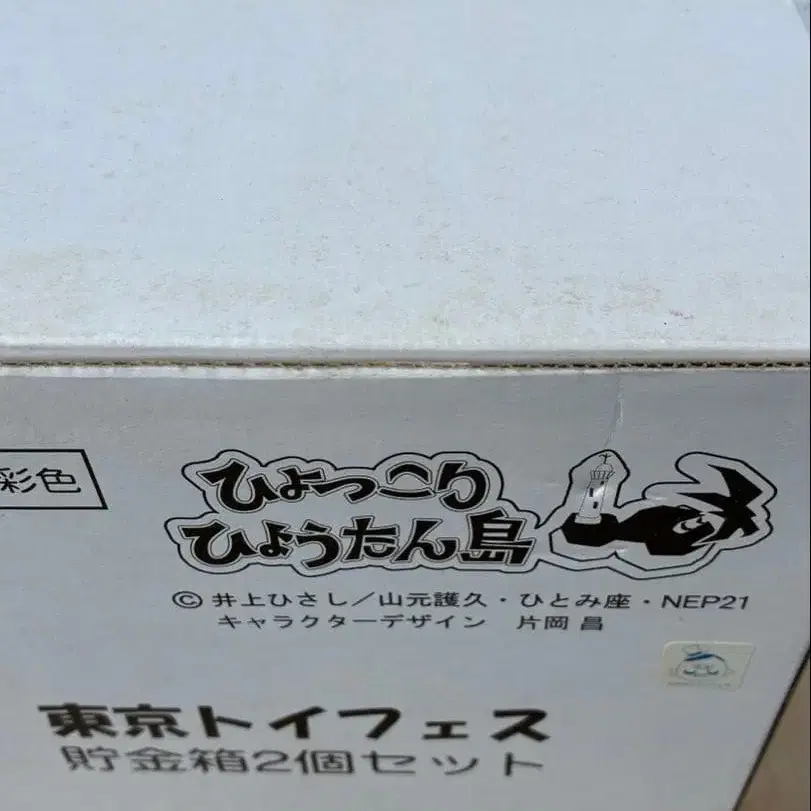 彩色
ひょっこり
ひょうたん島
© 井上ひさし／山元護久・ひとみ座・NEP21
キャラクターデザイン 片岡 昌
東京トイフェス
貯金箱2個セット